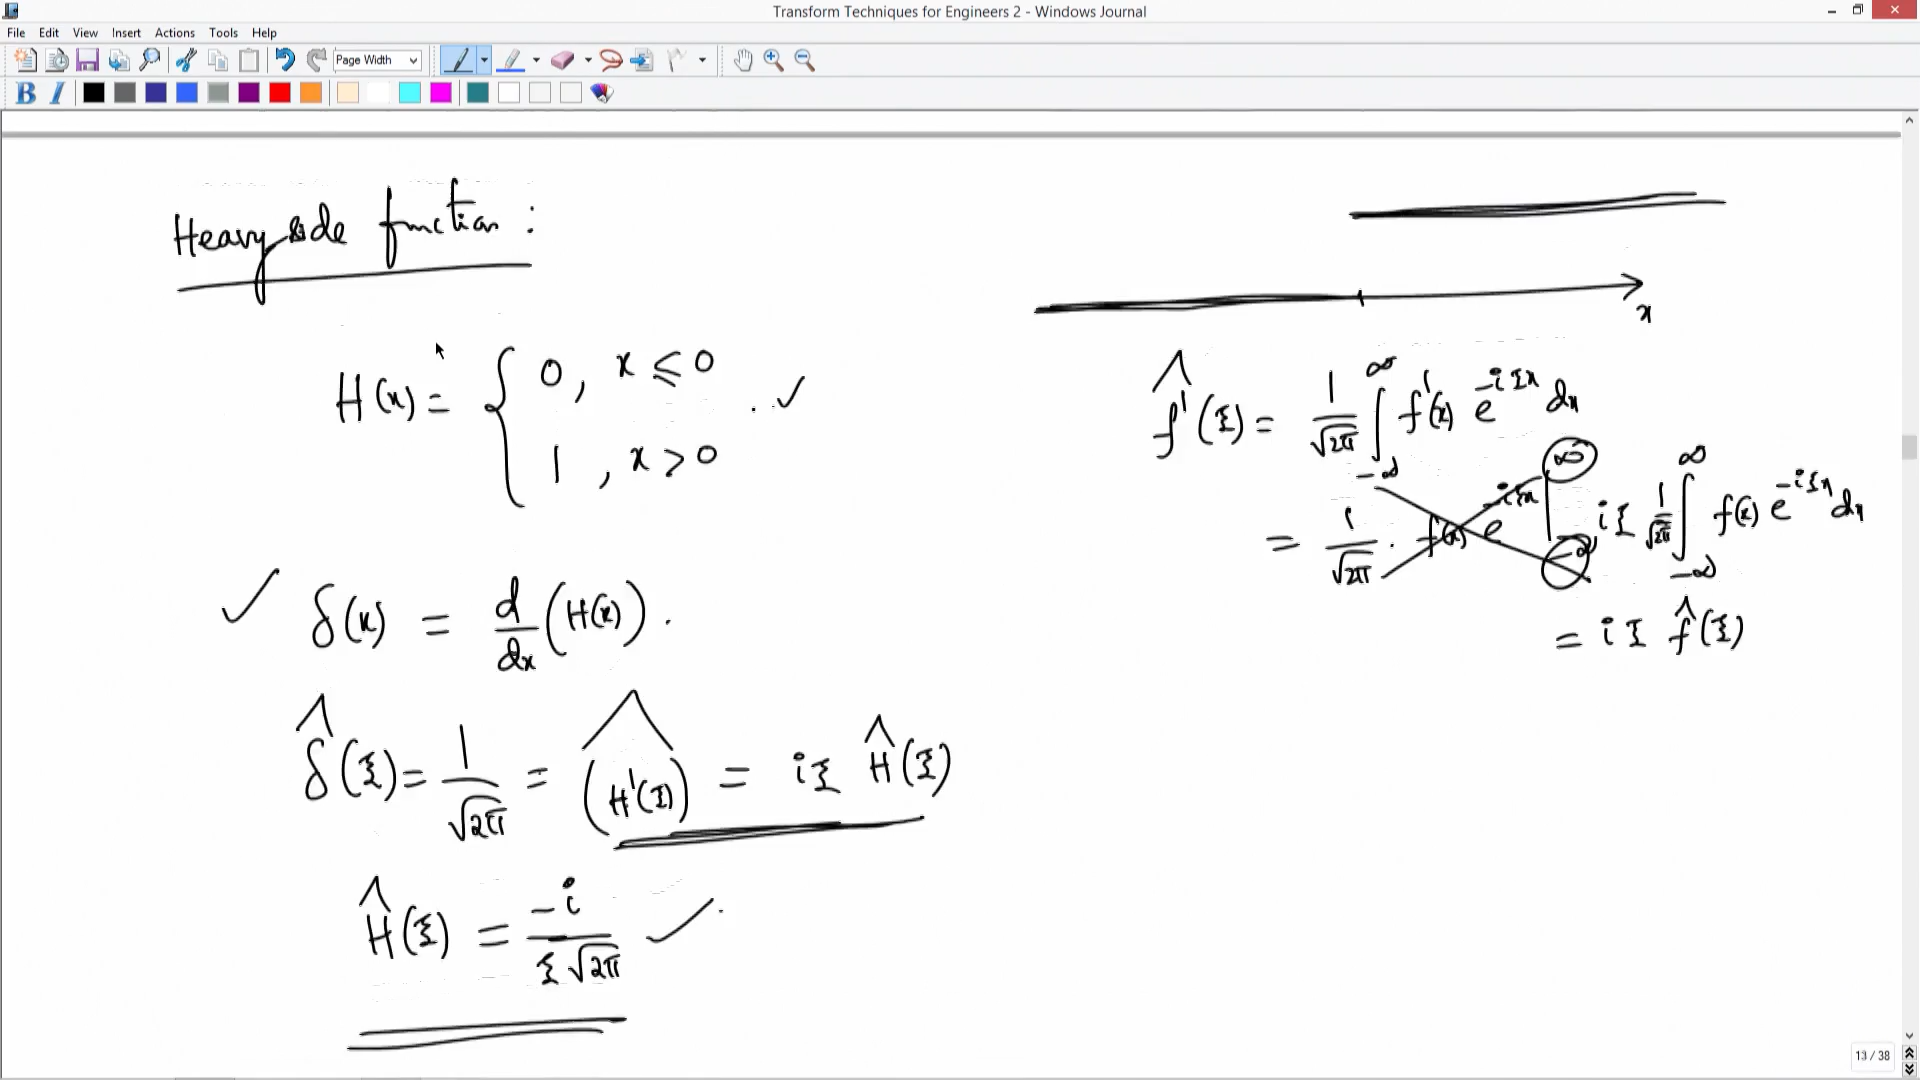 Transform Techniques for Engineers 2 - Windows Journal
File Edit View Insert Actions Tools Help
Page Width
B I
Heavyside function :
H(x) = { 0, x ≤ 0 ✓
1, x > 0
x
f̂'(ξ) = 1/√2π ∫_{-∞}^{∞} f'(x) e^{-iξx} dx
= 1/√2π · f(x) e^{-iξx} |_{-∞}^{∞} iξ 1/√2π ∫_{-∞}^{∞} f(x) e^{-iξx} dx
= iξ f̂(ξ)
✓ δ(x) = d/dx (H(x)).
δ̂(ξ) = 1/√2π = (H'(ξ))^ = iξ Ĥ(ξ)
Ĥ(ξ) = -i/ξ√2π ✓
13 / 38